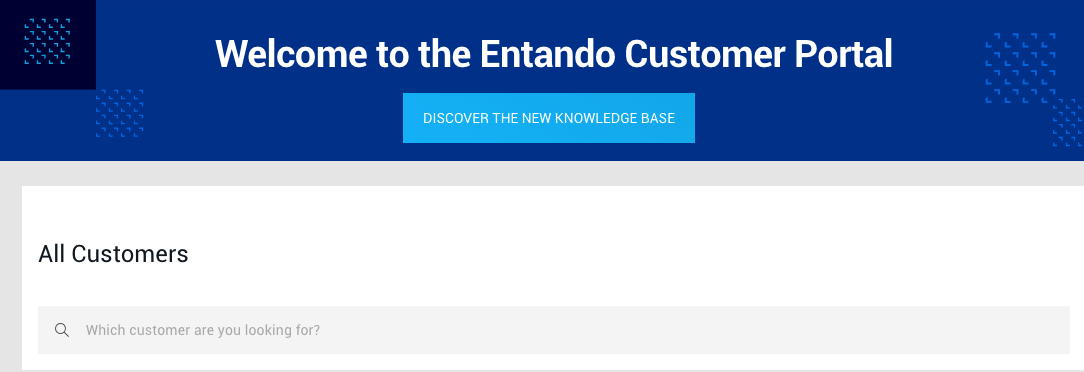 Welcome to the Entando Customer Portal
DISCOVER THE NEW KNOWLEDGE BASE
All Customers
Which customer are you looking for?